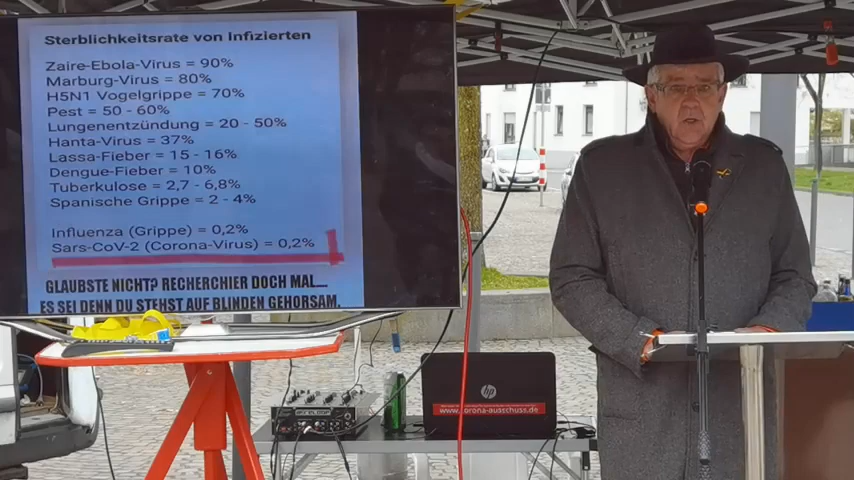 Sterblichkeitsrate von Infizierten
Zaire-Ebola-Virus = 90%
Marburg-Virus = 80%
H5N1 Vogelgrippe = 70%
Pest = 50 - 60%
Lungenentzündung = 20 - 50%
Hanta-Virus = 37%
Lassa-Fieber = 15 - 16%
Dengue-Fieber = 10%
Tuberkulose = 2,7 - 6,8%
Spanische Grippe = 2 - 4%
Influenza (Grippe) = 0,2%
Sars-CoV-2 (Corona-Virus) = 0,2%
GLAUBSTE NICHT? RECHERCHIER DOCH MAL...
ES SEI DENN DU STEHST AUF BLINDEN GEHORSAM.
hp
www.corona-ausschuss.de